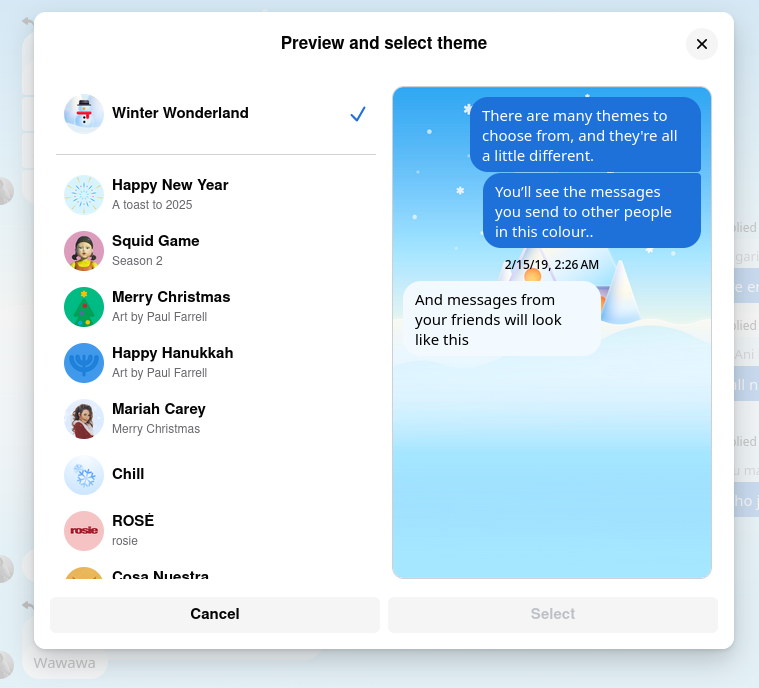 Preview and select theme
Winter Wonderland
Happy New Year
A toast to 2025
Squid Game
Season 2
Merry Christmas
Art by Paul Farrell
Happy Hanukkah
Art by Paul Farrell
Mariah Carey
Merry Christmas
Chill
ROSÉ
rosie
rosie
Cosa Nuestra
There are many themes to
choose from, and they're all
a little different.
You’ll see the messages
you send to other people
in this colour..
2/15/19, 2:26 AM
And messages from
your friends will look
like this
Cancel
Select
Wawawa